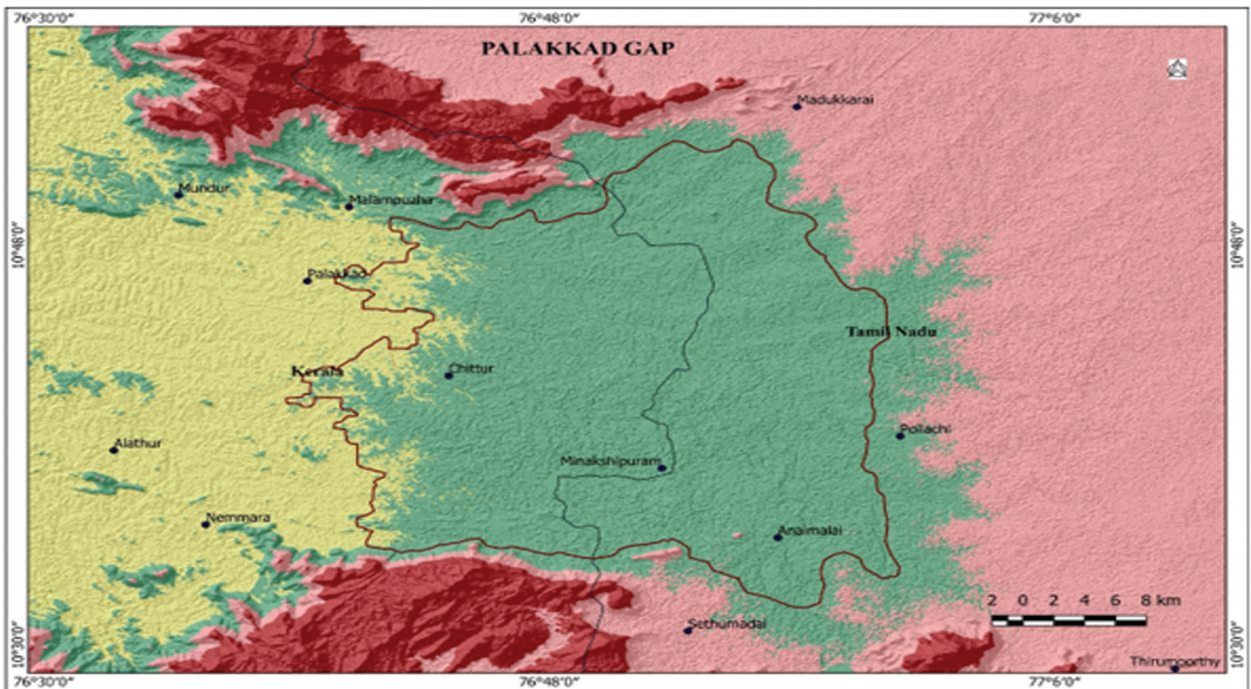 76°30'0"
76°48'0"
77°6'0"
PALAKKAD GAP
Madukkarai
Mundur
Malampuzha
10°48'0"
10°48'0"
Palakkad
Tamil Nadu
Kerala
Chittur
Pollachi
Alathur
Minakshipuram
Nemmara
Anaimalai
2 0 2 4 6 8 km
Sethumadai
10°30'0"
10°30'0"
Thirumoorthy
76°30'0"
76°48'0"
77°6'0"